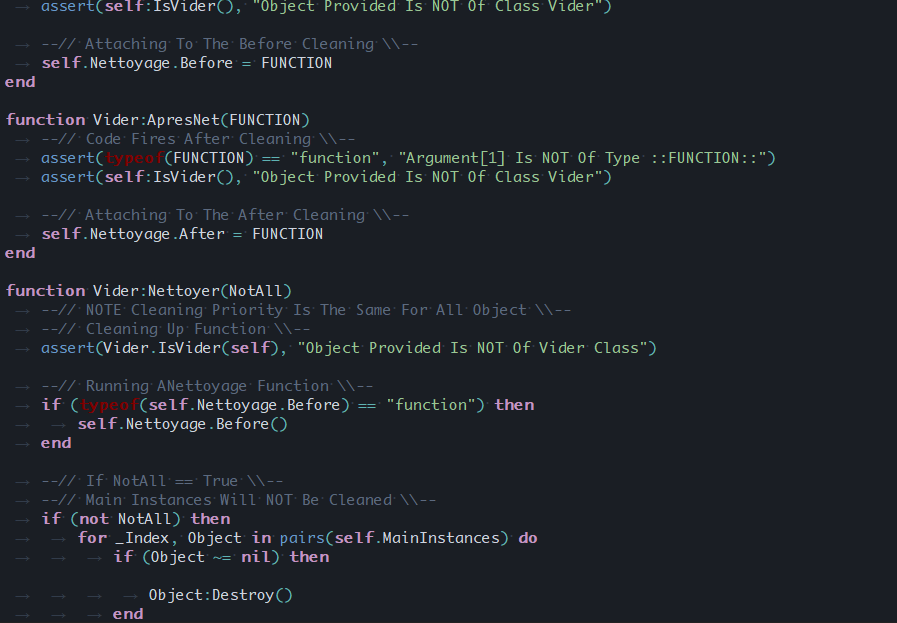 assert(self:IsVider(), "Object Provided Is NOT Of Class Vider")
--// Attaching To The Before Cleaning \\--
self.Nettoyage.Before = FUNCTION
end
function Vider:ApresNet(FUNCTION)
--// Code Fires After Cleaning \\--
assert(typeof(FUNCTION) == "function", "Argument[1] Is NOT Of Type ::FUNCTION::")
assert(self:IsVider(), "Object Provided Is NOT Of Class Vider")
--// Attaching To The After Cleaning \\--
self.Nettoyage.After = FUNCTION
end
function Vider:Nettoyer(NotAll)
--// NOTE Cleaning Priority Is The Same For All Object \\--
--// Cleaning Up Function \\--
assert(Vider.IsVider(self), "Object Provided Is NOT Of Vider Class")
--// Running ANettoyage Function \\--
if (typeof(self.Nettoyage.Before) == "function") then
self.Nettoyage.Before()
end
--// If NotAll == True \\--
--// Main Instances Will NOT Be Cleaned \\--
if (not NotAll) then
for _Index, Object in pairs(self.MainInstances) do
if (Object ~= nil) then
Object:Destroy()
end